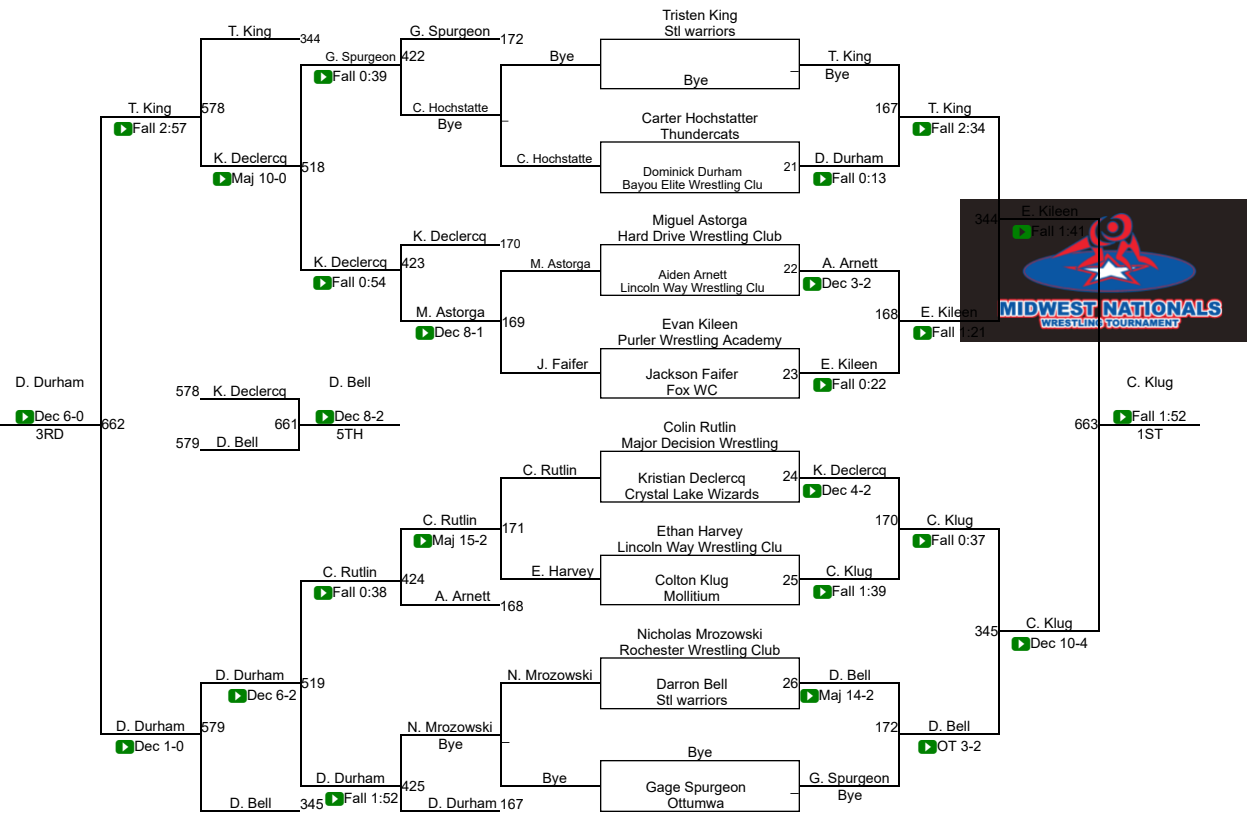 Tristen King
Stl warriors
T. King
344
G. Spurgeon
172
G. Spurgeon
422
Bye
Bye
T. King
Bye
Fall 0:39
T. King
578
Fall 2:57
C. Hochstatte
Bye
167
T. King
Fall 2:34
Carter Hochstatter
Thundercats
K. Declercq
518
Maj 10-0
C. Hochstatte
Dominick Durham
Bayou Elite Wrestling Clu
21
D. Durham
Fall 0:13
344
E. Kileen
Fall 1:41
Miguel Astorga
Hard Drive Wrestling Club
K. Declercq
170
K. Declercq
423
Fall 0:54
M. Astorga
Aiden Arnett
Lincoln Way Wrestling Clu
22
A. Arnett
Dec 3-2
MIDWEST NATIONALS
WRESTLING TOURNAMENT
M. Astorga
169
Dec 8-1
168
E. Kileen
Fall 1:21
Evan Kileen
Purler Wrestling Academy
J. Faifer
Jackson Faifer
Fox WC
23
E. Kileen
Fall 0:22
D. Durham
Dec 6-0
3RD
662
578
K. Declercq
579
D. Bell
661
D. Bell
Dec 8-2
5TH
C. Klug
663
Fall 1:52
1ST
Colin Rutlin
Major Decision Wrestling
C. Rutlin
Kristian Declercq
Crystal Lake Wizards
24
K. Declercq
Dec 4-2
C. Rutlin
171
Maj 15-2
170
C. Klug
Fall 0:37
Ethan Harvey
Lincoln Way Wrestling Clu
C. Rutlin
424
Fall 0:38
E. Harvey
Colton Klug
Mollitium
25
C. Klug
Fall 1:39
A. Arnett
168
345
C. Klug
Dec 10-4
Nicholas Mrozowski
Rochester Wrestling Club
D. Durham
519
Dec 6-2
N. Mrozowski
Darron Bell
Stl warriors
26
D. Bell
Maj 14-2
D. Durham
579
Dec 1-0
N. Mrozowski
Bye
172
D. Bell
OT 3-2
Bye
D. Durham
425
Fall 1:52
Bye
Gage Spurgeon
Ottumwa
G. Spurgeon
Bye
D. Bell
345
D. Durham
167